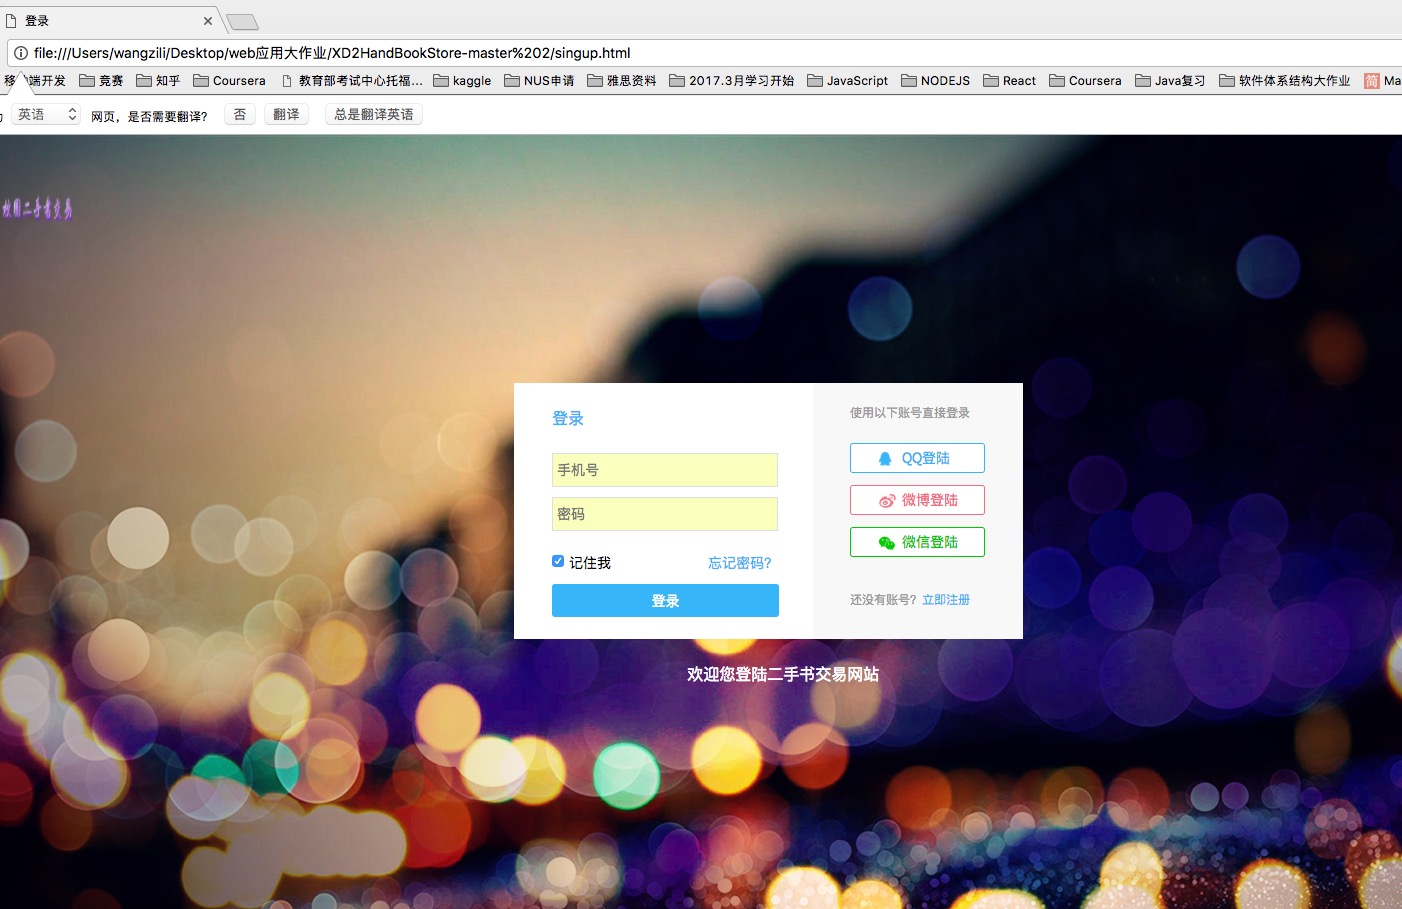 登录
file:///Users/wangzili/Desktop/web应用大作业/XD2HandBookStore-master%202/singup.html
移动端开发 竞赛 知乎 Coursera 教育部考试中心托福... kaggle NUS申请 雅思资料 2017.3月学习开始 JavaScript NODEJS React Coursera Java复习 软件体系结构大作业 简 Ma
英语 网页，是否需要翻译? 否 翻译 总是翻译英语
校园二手书交易
登录
手机号
密码
记住我 忘记密码?
登录
使用以下账号直接登录
QQ登陆
微博登陆
微信登陆
还没有账号? 立即注册
欢迎您登陆二手书交易网站